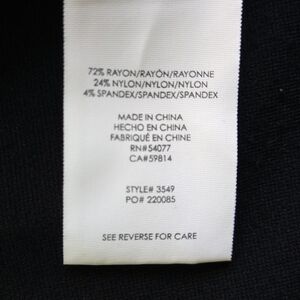 72% RAYON/RAYÓN/RAYONNE
24% NYLON/NYLON/NYLON
4% SPANDEX/SPANDEX/SPANDEX
MADE IN CHINA
HECHO EN CHINA
FABRIQUÉ EN CHINE
RN#54077
CA#59814
STYLE# 3549
PO# 220085
SEE REVERSE FOR CARE